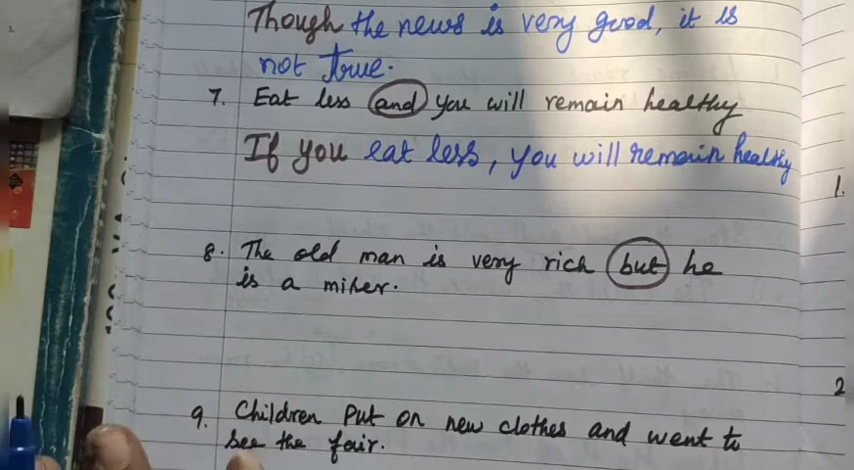 Though the news is very good, it is
not true.
7. Eat less and you will remain healthy
If you eat less, you will remain healthy
8. The old man is very rich but he
is a miser.
9. Children put on new clothes and went to
see the fair.
1.
2